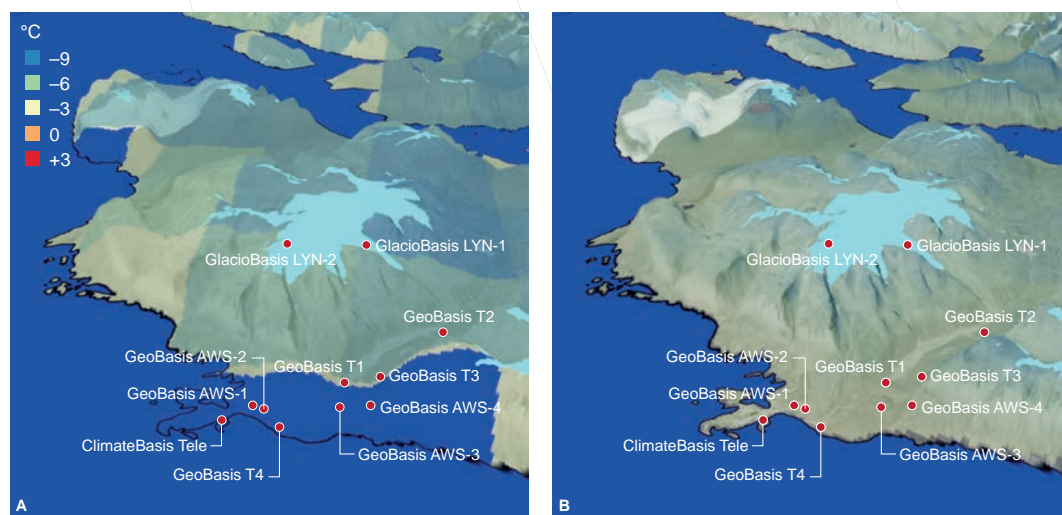 °C
–9
–6
–3
0
+3
GlacioBasis LYN-1
GlacioBasis LYN-2
GeoBasis T2
GeoBasis AWS-2
GeoBasis T1
GeoBasis T3
GeoBasis AWS-1
GeoBasis AWS-4
ClimateBasis Tele
GeoBasis AWS-3
GeoBasis T4
A
GlacioBasis LYN-1
GlacioBasis LYN-2
GeoBasis T2
GeoBasis AWS-2
GeoBasis T1
GeoBasis T3
GeoBasis AWS-1
GeoBasis AWS-4
ClimateBasis Tele
GeoBasis AWS-3
GeoBasis T4
B